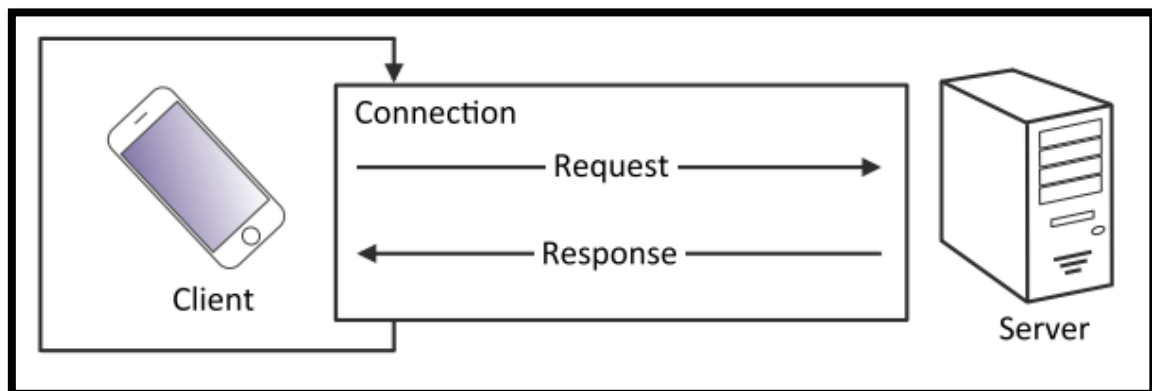 Connection
Request
Response
Client
Server